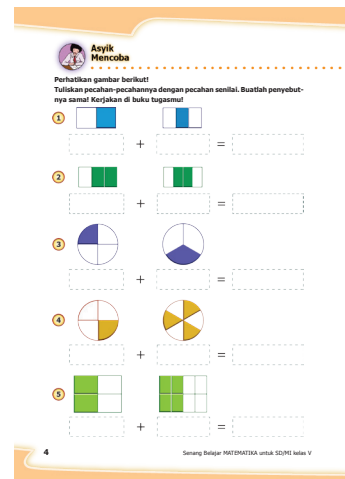 Asyik
Mencoba
Perhatikan gambar berikut!
Tuliskan pecahan-pecahannya dengan pecahan senilai. Buatlah penyebut-
nya sama! Kerjakan di buku tugasmu!
1
+ =
2
+ =
3
+ =
4
+ =
5
+ =
4 Senang Belajar MATEMATIKA untuk SD/MI kelas V